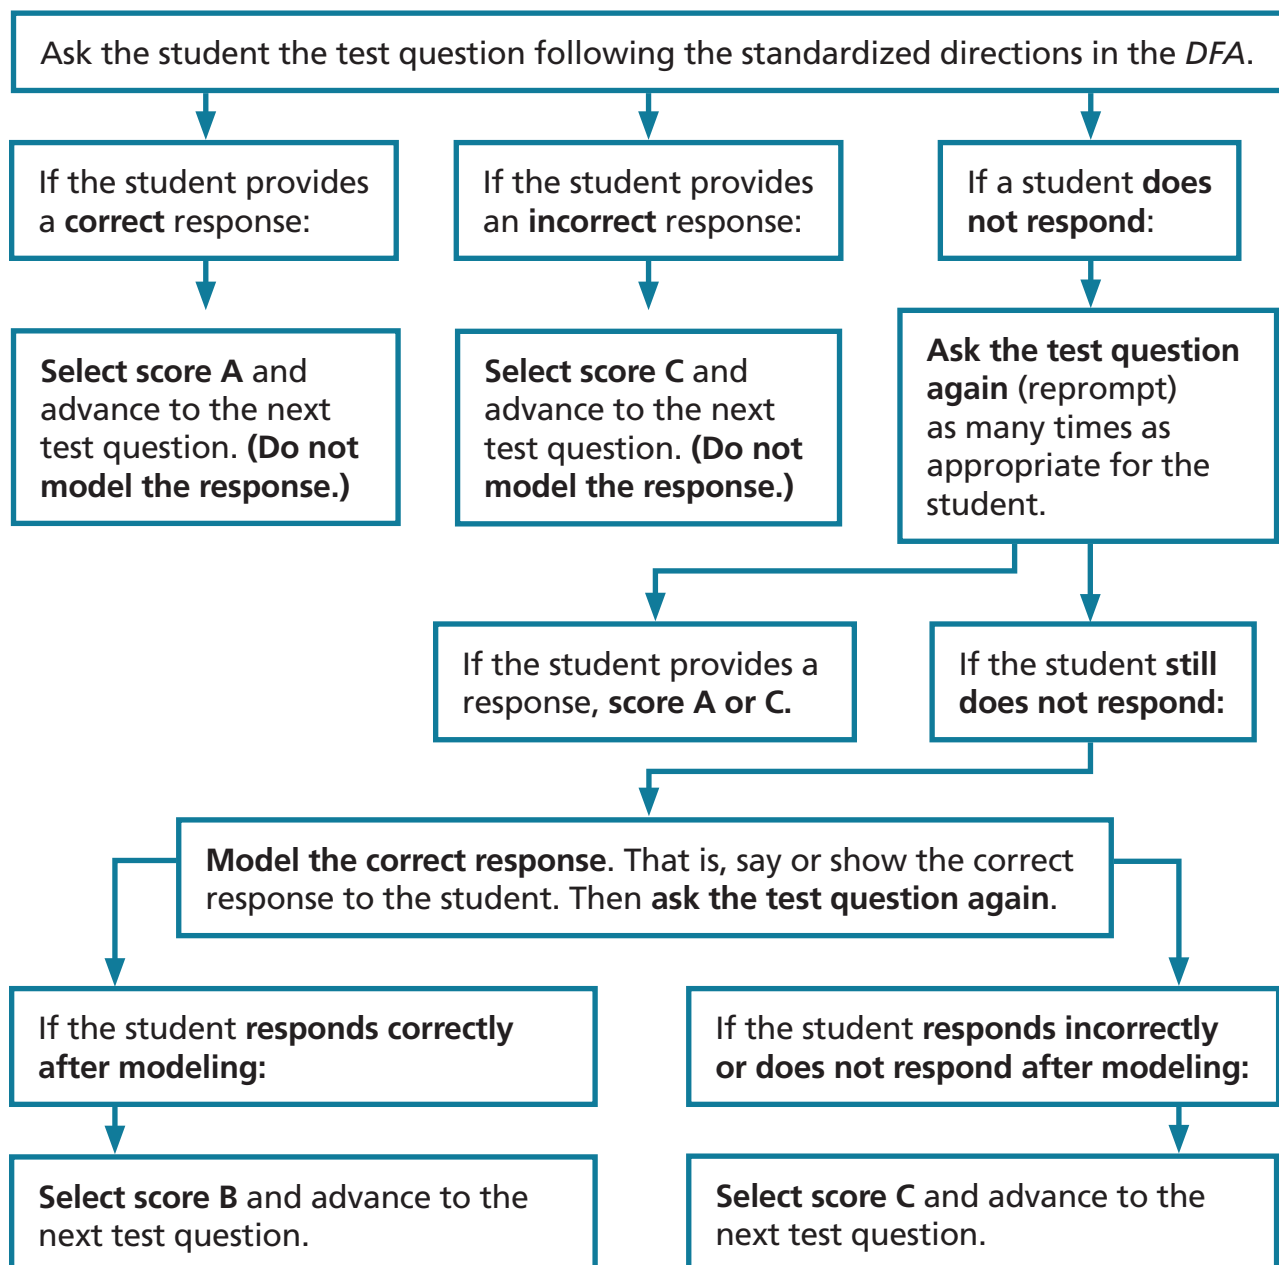 Ask the student the test question following the standardized directions in the DFA.
If the student provides
a correct response:
If the student provides
an incorrect response:
If a student does
not respond:
Select score A and
advance to the next
test question. (Do not
model the response.)
Select score C and
advance to the next
test question. (Do not
model the response.)
Ask the test question
again (reprompt)
as many times as
appropriate for the
student.
If the student provides a
response, score A or C.
If the student still
does not respond:
Model the correct response. That is, say or show the correct
response to the student. Then ask the test question again.
If the student responds correctly
after modeling:
If the student responds incorrectly
or does not respond after modeling:
Select score B and advance to the
next test question.
Select score C and advance to the
next test question.